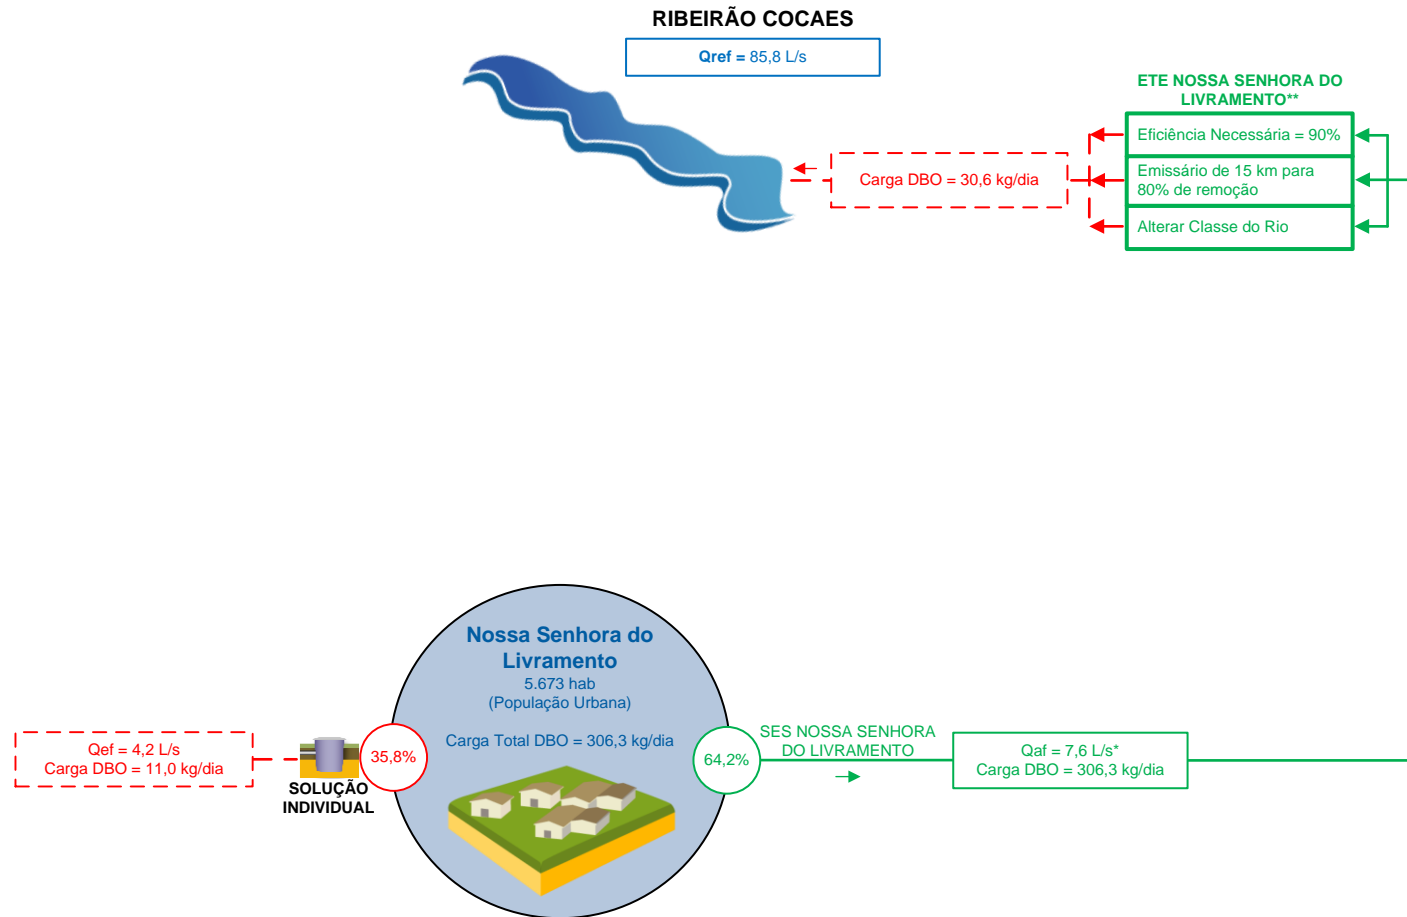 RIBEIRÃO COCAES
Qref = 85,8 L/s
ETE NOSSA SENHORA DO
LIVRAMENTO**
Eficiência Necessária = 90%
Emissário de 15 km para
80% de remoção
Alterar Classe do Rio
Carga DBO = 30,6 kg/dia
Nossa Senhora do
Livramento
5.673 hab
(População Urbana)
Carga Total DBO = 306,3 kg/dia
Qef = 4,2 L/s
Carga DBO = 11,0 kg/dia
SOLUÇÃO
INDIVIDUAL
35,8%
64,2%
SES NOSSA SENHORA
DO LIVRAMENTO
Qaf = 7,6 L/s*
Carga DBO = 306,3 kg/dia